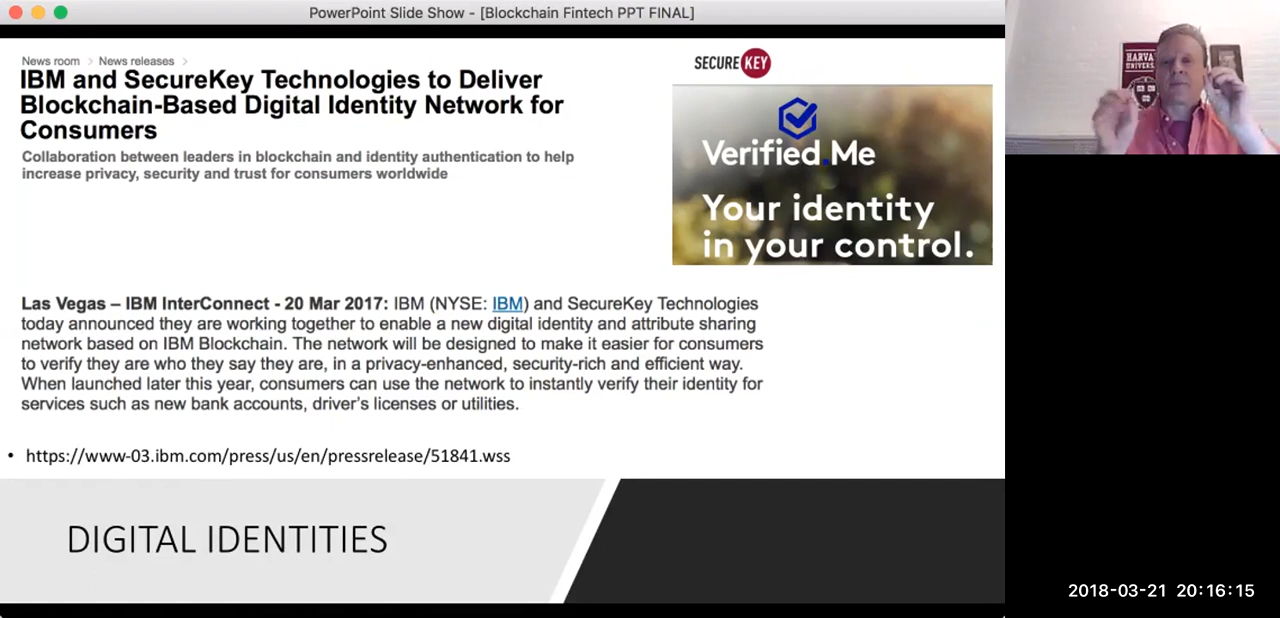 PowerPoint Slide Show - [Blockchain Fintech PPT FINAL]
News room > News releases >
IBM and SecureKey Technologies to Deliver
Blockchain-Based Digital Identity Network for
Consumers
Collaboration between leaders in blockchain and identity authentication to help
increase privacy, security and trust for consumers worldwide
SECURE KEY
Verified.Me
Your identity
in your control.
Las Vegas – IBM InterConnect - 20 Mar 2017: IBM (NYSE: IBM) and SecureKey Technologies
today announced they are working together to enable a new digital identity and attribute sharing
network based on IBM Blockchain. The network will be designed to make it easier for consumers
to verify they are who they say they are, in a privacy-enhanced, security-rich and efficient way.
When launched later this year, consumers can use the network to instantly verify their identity for
services such as new bank accounts, driver's licenses or utilities.
• https://www-03.ibm.com/press/us/en/pressrelease/51841.wss
DIGITAL IDENTITIES
HARVA
UNIVERS
2018-03-21 20:16:15